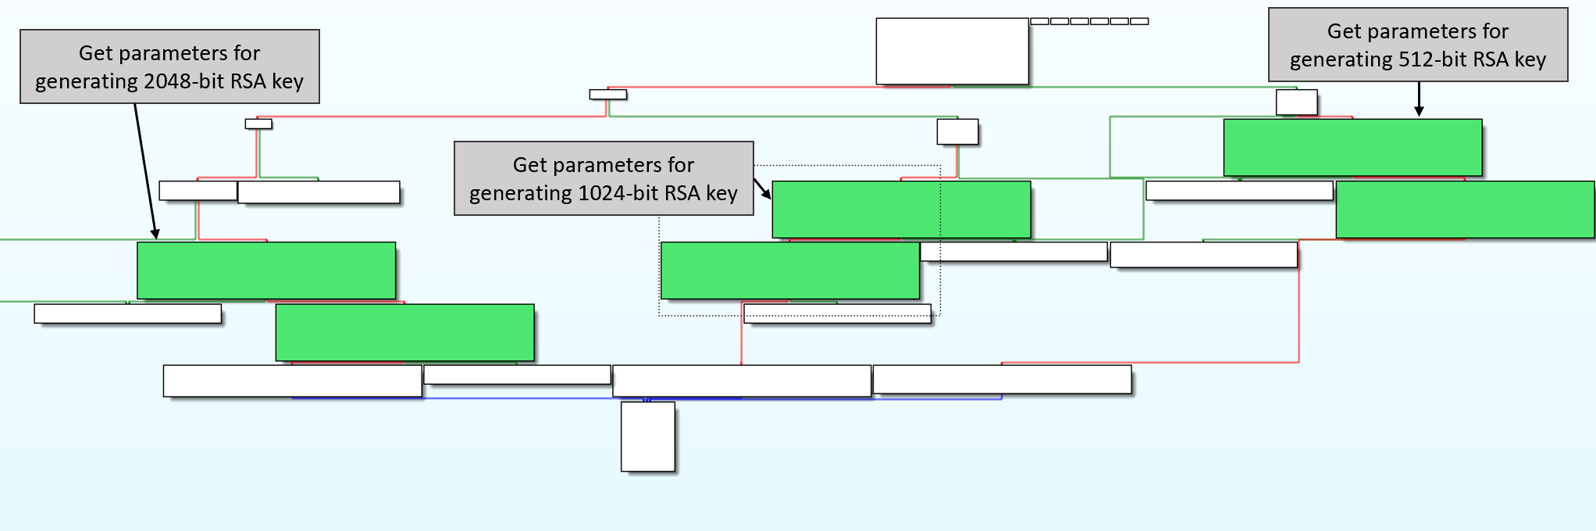 Get parameters for
generating 2048-bit RSA key
Get parameters for
generating 1024-bit RSA key
Get parameters for
generating 512-bit RSA key